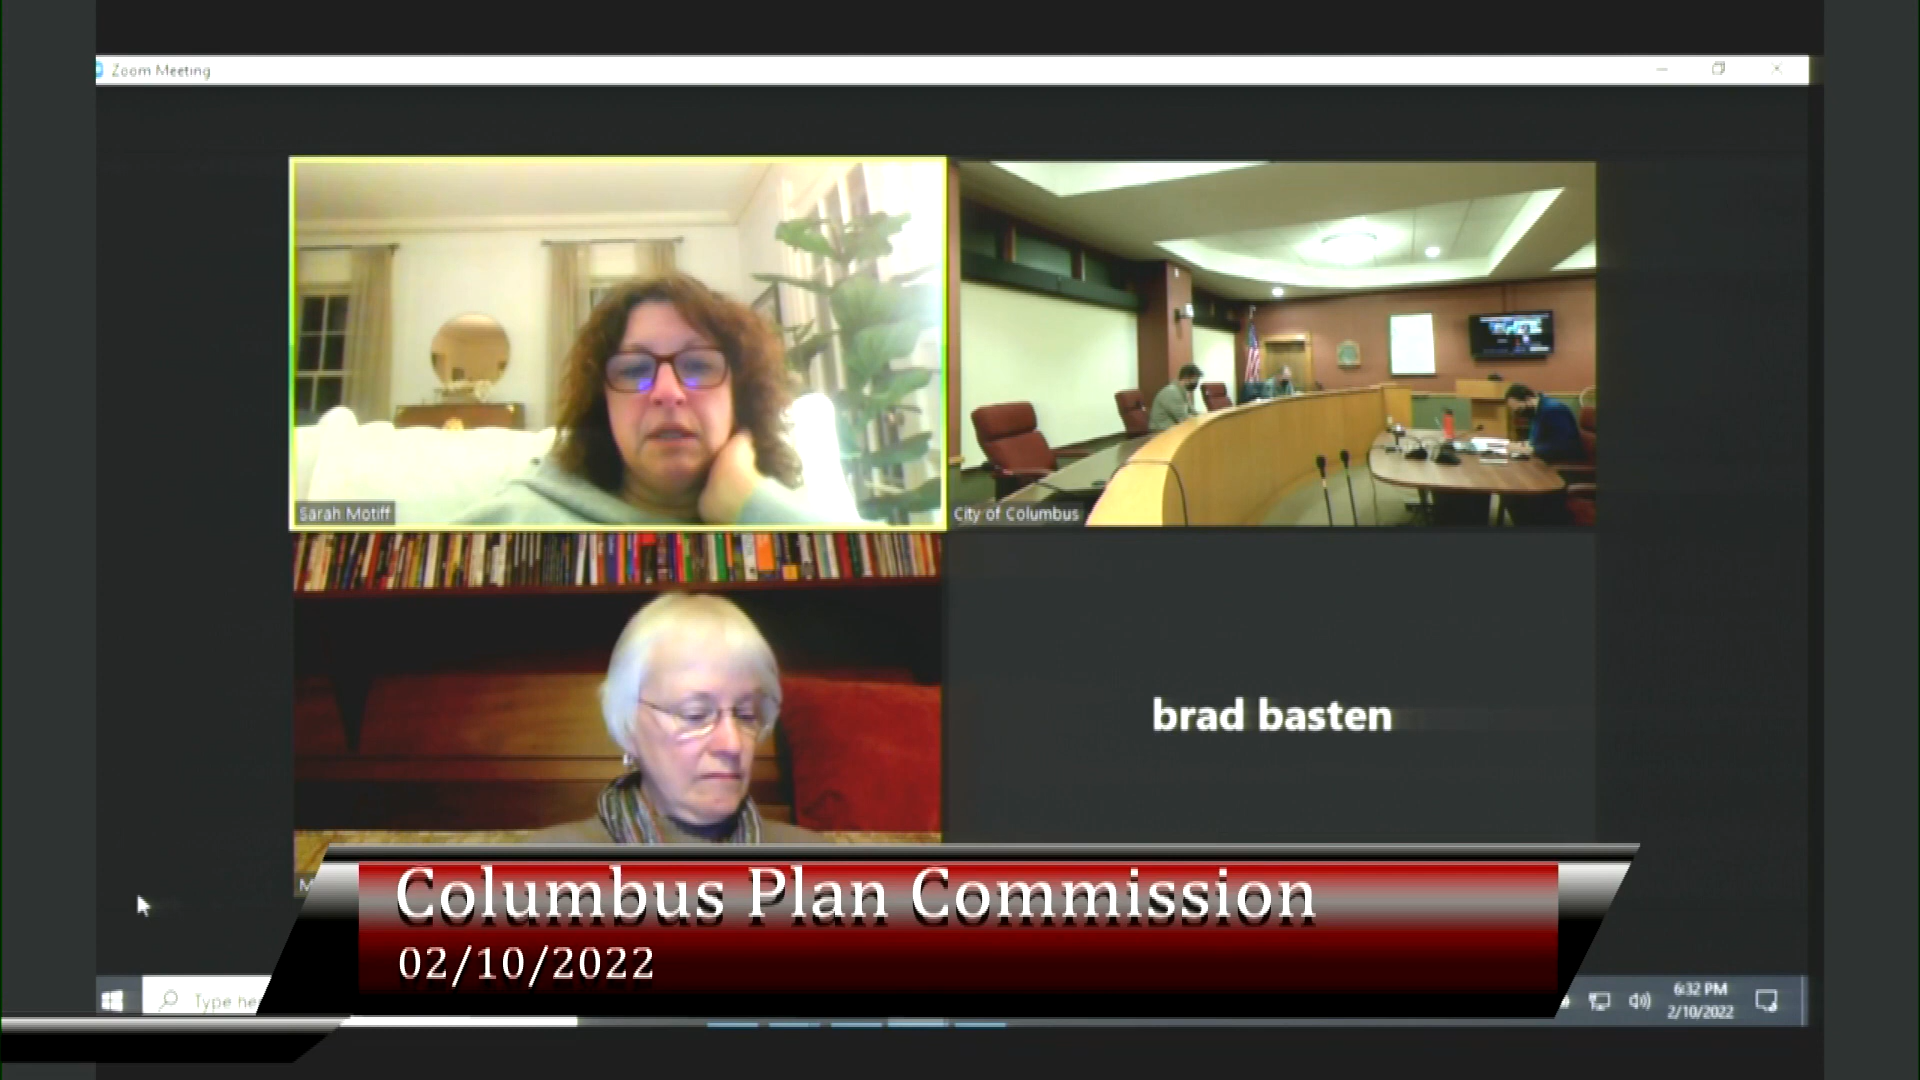 Zoom Meeting
Sarah Motiff
City of Columbus
brad basten
Columbus Plan Commission
02/10/2022
Type he
6:32 PM
2/10/2022